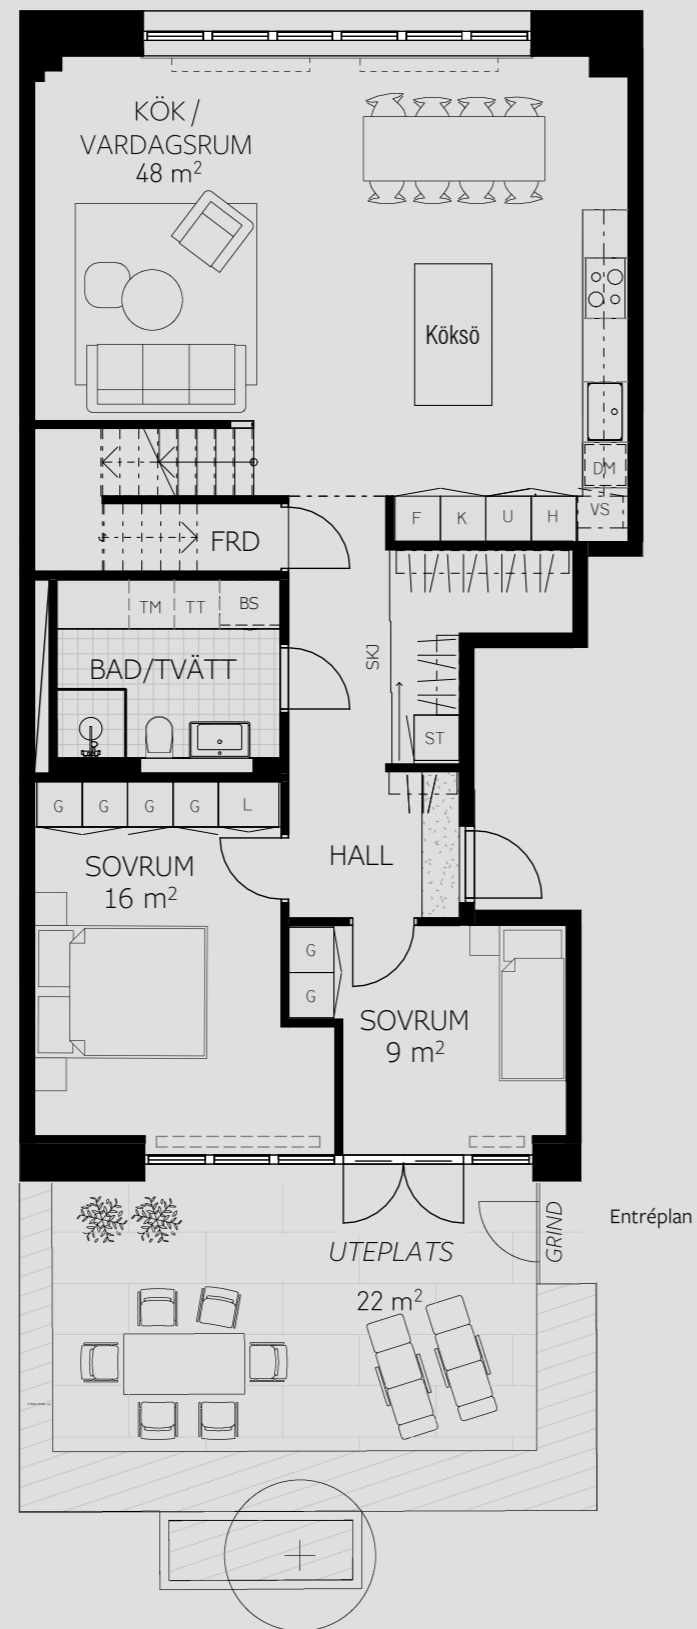 KÖK /
VARDAGSRUM
48 m²
Köksö
DM
VS
F K U H
FRD
TM TT BS
BAD/TVÄTT
SKJ
ST
G G G G L
HALL
SOVRUM
16 m²
G
G
SOVRUM
9 m²
GRIND
Entréplan
UTEPLATS
22 m²